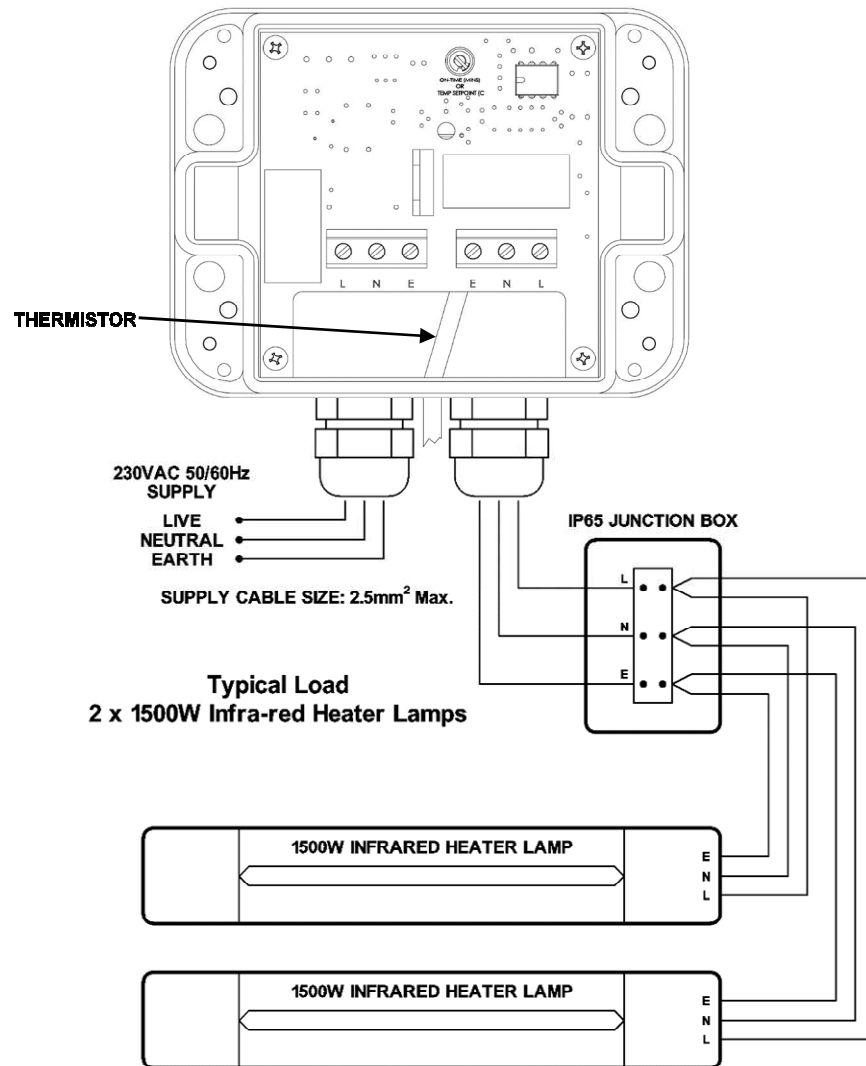 ON-TIME (MINS)
OR
TEMP SETPOINT (C
L N E E N L
THERMISTOR
230VAC 50/60Hz
SUPPLY
LIVE
NEUTRAL
EARTH
SUPPLY CABLE SIZE: 2.5mm² Max.
IP65 JUNCTION BOX
L
N
E
Typical Load
2 x 1500W Infra-red Heater Lamps
1500W INFRARED HEATER LAMP
E
N
L
1500W INFRARED HEATER LAMP
E
N
L